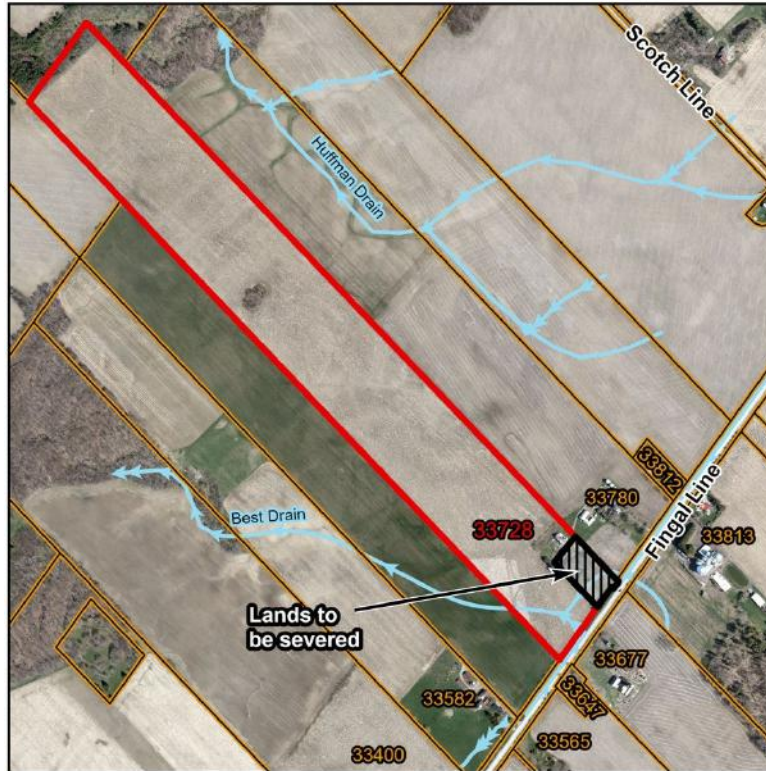 Scotch Line
Huffman Drain
33812
33780
Fingal Line
33728
33813
Best Drain
Lands to
be severed
33677
33582
33647
33565
33400